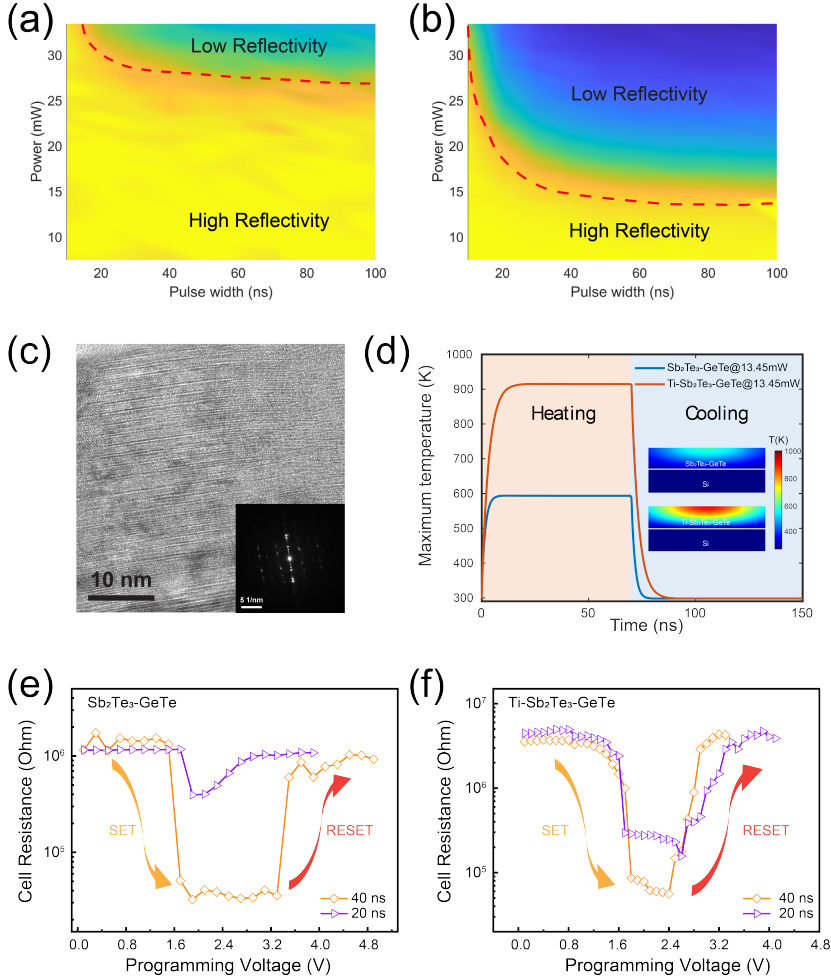 (a)
Low Reflectivity
High Reflectivity
Power (mW)
30
25
20
15
10
20
40
60
80
100
Pulse width (ns)
(b)
Low Reflectivity
High Reflectivity
Power (mW)
30
25
20
15
10
20
40
60
80
100
Pulse width (ns)
(c)
10 nm
5 1/nm
(d)
Maximum temperature (K)
1000
900
800
700
600
500
400
300
Sb₂Te₃-GeTe@13.45mW
Ti-Sb₂Te₃-GeTe@13.45mW
Heating
Cooling
T(K)
1000
800
600
400
Sb₂Te₃-GeTe
Si
Ti-Sb₂Te₃-GeTe
Si
0
50
100
150
Time (ns)
(e)
Sb₂Te₃-GeTe
Cell Resistance (Ohm)
10⁶
10⁵
SET
RESET
40 ns
20 ns
0.0
0.8
1.6
2.4
3.2
4.0
4.8
Programming Voltage (V)
(f)
Ti-Sb₂Te₃-GeTe
Cell Resistance (Ohm)
10⁷
10⁶
10⁵
SET
RESET
40 ns
20 ns
0.0
0.8
1.6
2.4
3.2
4.0
4.8
Programming Voltage (V)